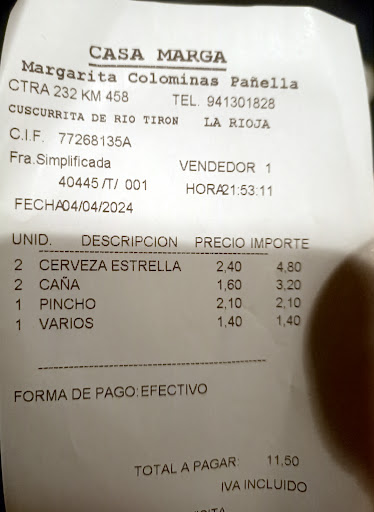 CASA MARGA
Margarita Colominas Pañella
CTRA 232 KM 458 TEL. 941301828
CUSCURRITA DE RIO TIRON LA RIOJA
C.I.F. 77268135A
Fra.Simplificada VENDEDOR 1
40445 /T/ 001 HORA21:53:11
FECHA04/04/2024
UNID. DESCRIPCION PRECIO IMPORTE
2 CERVEZA ESTRELLA 2,40 4,80
2 CAÑA 1,60 3,20
1 PINCHO 2,10 2,10
1 VARIOS 1,40 1,40
FORMA DE PAGO:EFECTIVO
TOTAL A PAGAR: 11,50
IVA INCLUIDO